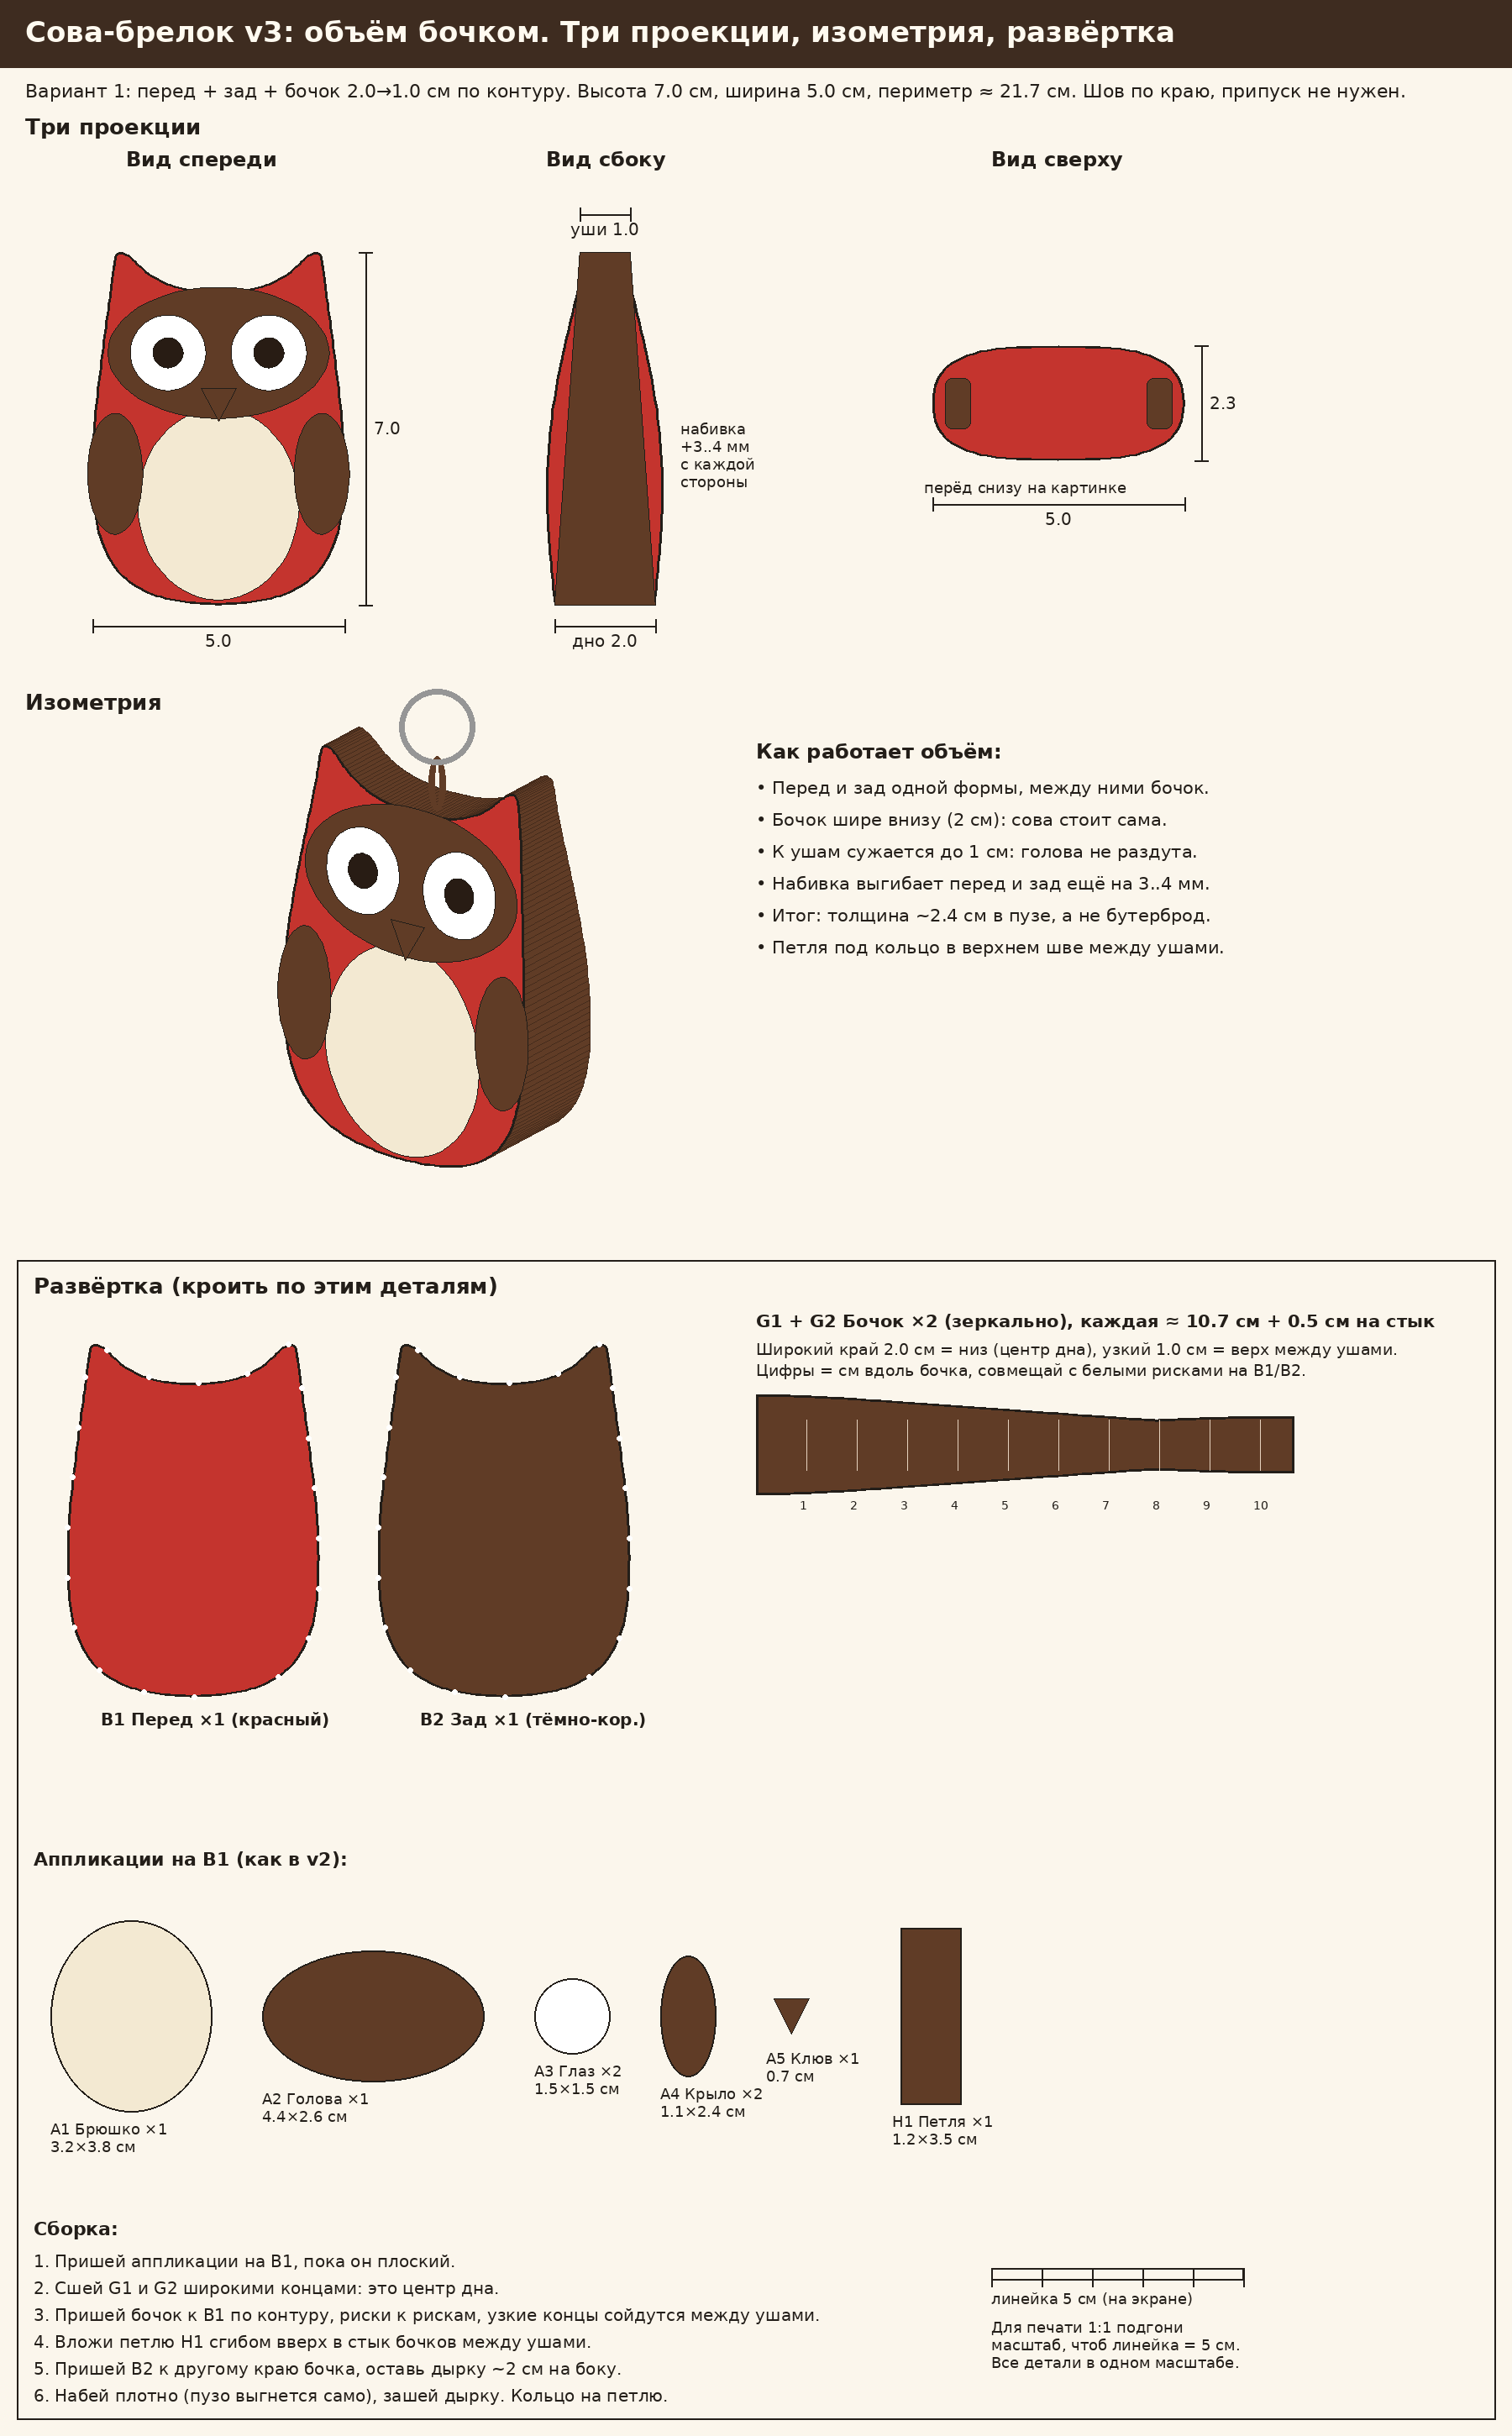 Сова-брелок v3: объём бочком. Три проекции, изометрия, развёртка
Вариант 1: перед + зад + бочок 2.0→1.0 см по контуру. Высота 7.0 см, ширина 5.0 см, периметр ≈ 21.7 см. Шов по краю, припуск не нужен.
Три проекции
Вид спереди
Вид сбоку
Вид сверху
уши 1.0
7.0
набивка
+3..4 мм
с каждой
стороны
2.3
перёд снизу на картинке
5.0
5.0
дно 2.0
Изометрия
Как работает объём:
• Перед и зад одной формы, между ними бочок.
• Бочок шире внизу (2 см): сова стоит сама.
• К ушам сужается до 1 см: голова не раздута.
• Набивка выгибает перед и зад ещё на 3..4 мм.
• Итог: толщина ~2.4 см в пузе, а не бутерброд.
• Петля под кольцо в верхнем шве между ушами.
Развёртка (кроить по этим деталям)
G1 + G2 Бочок ×2 (зеркально), каждая ≈ 10.7 см + 0.5 см на стык
Широкий край 2.0 см = низ (центр дна), узкий 1.0 см = верх между ушами.
Цифры = см вдоль бочка, совмещай с белыми рисками на B1/B2.
1 2 3 4 5 6 7 8 9 10
B1 Перед ×1 (красный)
B2 Зад ×1 (тёмно-кор.)
Аппликации на B1 (как в v2):
A1 Брюшко ×1
3.2×3.8 см
A2 Голова ×1
4.4×2.6 см
A3 Глаз ×2
1.5×1.5 см
A4 Крыло ×2
1.1×2.4 см
A5 Клюв ×1
0.7 см
H1 Петля ×1
1.2×3.5 см
Сборка:
1. Пришей аппликации на B1, пока он плоский.
2. Сшей G1 и G2 широкими концами: это центр дна.
3. Пришей бочок к B1 по контуру, риски к рискам, узкие концы сойдутся между ушами.
4. Вложи петлю H1 сгибом вверх в стык бочков между ушами.
5. Пришей B2 к другому краю бочка, оставь дырку ~2 см на боку.
6. Набей плотно (пузо выгнется само), зашей дырку. Кольцо на петлю.
линейка 5 см (на экране)
Для печати 1:1 подгони
масштаб, чтоб линейка = 5 см.
Все детали в одном масштабе.